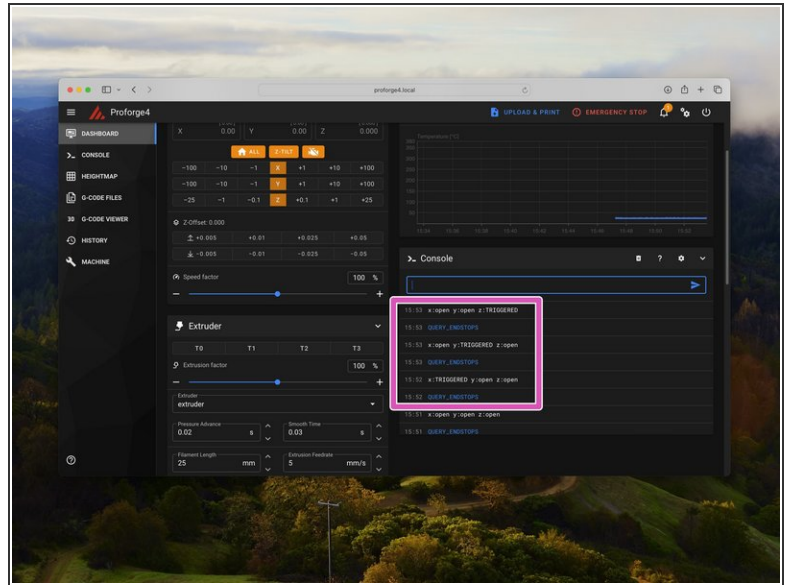 proforge4.local
Proforge4
UPLOAD & PRINT
EMERGENCY STOP
DASHBOARD
CONSOLE
HEIGHTMAP
G-CODE FILES
G-CODE VIEWER
HISTORY
MACHINE
X 0.00 Y 0.00 Z 0.000
ALL Z-TILT
-100 -10 -1 X +1 +10 +100
-100 -10 -1 Y +1 +10 +100
-25 -1 -0.1 Z +0.1 +1 +25
Z-Offset: 0.000
+0.005 +0.01 +0.025 +0.05
-0.005 -0.01 -0.025 -0.05
Speed factor 100 %
Extruder
T0 T1 T2 T3
Extrusion factor 100 %
Extruder
extruder
Pressure Advance Smooth Time
0.02 s 0.03 s
Filament Length Extrusion Feedrate
25 mm 5 mm/s
Temperature [°C]
Console
15:53 x:open y:open z:TRIGGERED
15:53 QUERY_ENDSTOPS
15:53 x:open y:TRIGGERED z:open
15:53 QUERY_ENDSTOPS
15:52 x:TRIGGERED y:open z:open
15:52 QUERY_ENDSTOPS
15:51 x:open y:open z:open
15:51 QUERY_ENDSTOPS